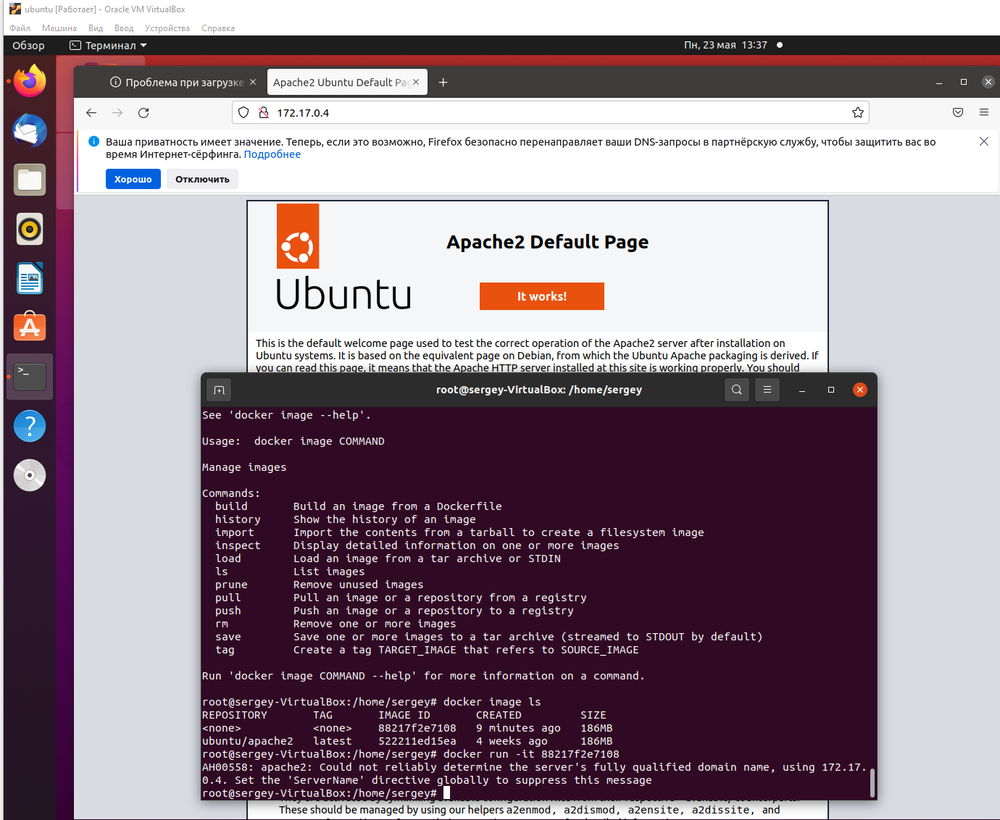 ubuntu [Работает] - Oracle VM VirtualBox
Файл Машина Вид Ввод Устройства Справка
Обзор Терминал Пн, 23 мая 13:37
Проблема при загрузке Apache2 Ubuntu Default Pag
172.17.0.4
Ваша приватность имеет значение. Теперь, если это возможно, Firefox безопасно перенаправляет ваши DNS-запросы в партнёрскую службу, чтобы защитить вас во
время Интернет-сёрфинга. Подробнее
Хорошо Отключить
Apache2 Default Page
Ubuntu
It works!
This is the default welcome page used to test the correct operation of the Apache2 server after installation on
Ubuntu systems. It is based on the equivalent page on Debian, from which the Ubuntu Apache packaging is derived. If
you can read this page, it means that the Apache HTTP server installed at this site is working properly. You should
root@sergey-VirtualBox: /home/sergey
See 'docker image --help'.
Usage:  docker image COMMAND
Manage images
Commands:
build       Build an image from a Dockerfile
history     Show the history of an image
import      Import the contents from a tarball to create a filesystem image
inspect     Display detailed information on one or more images
load        Load an image from a tar archive or STDIN
ls          List images
prune       Remove unused images
pull        Pull an image or a repository from a registry
push        Push an image or a repository to a registry
rm          Remove one or more images
save        Save one or more images to a tar archive (streamed to STDOUT by default)
tag         Create a tag TARGET_IMAGE that refers to SOURCE_IMAGE
Run 'docker image COMMAND --help' for more information on a command.
root@sergey-VirtualBox:/home/sergey# docker image ls
REPOSITORY       TAG       IMAGE ID       CREATED         SIZE
<none>           <none>    88217f2e7108   9 minutes ago   186MB
ubuntu/apache2   latest    522211ed15ea   4 weeks ago     186MB
root@sergey-VirtualBox:/home/sergey# docker run -it 88217f2e7108
AH00558: apache2: Could not reliably determine the server's fully qualified domain name, using 172.17.
0.4. Set the 'ServerName' directive globally to suppress this message
root@sergey-VirtualBox:/home/sergey#
These should be managed by using our helpers a2enmod, a2dismod, a2ensite, a2dissite, and